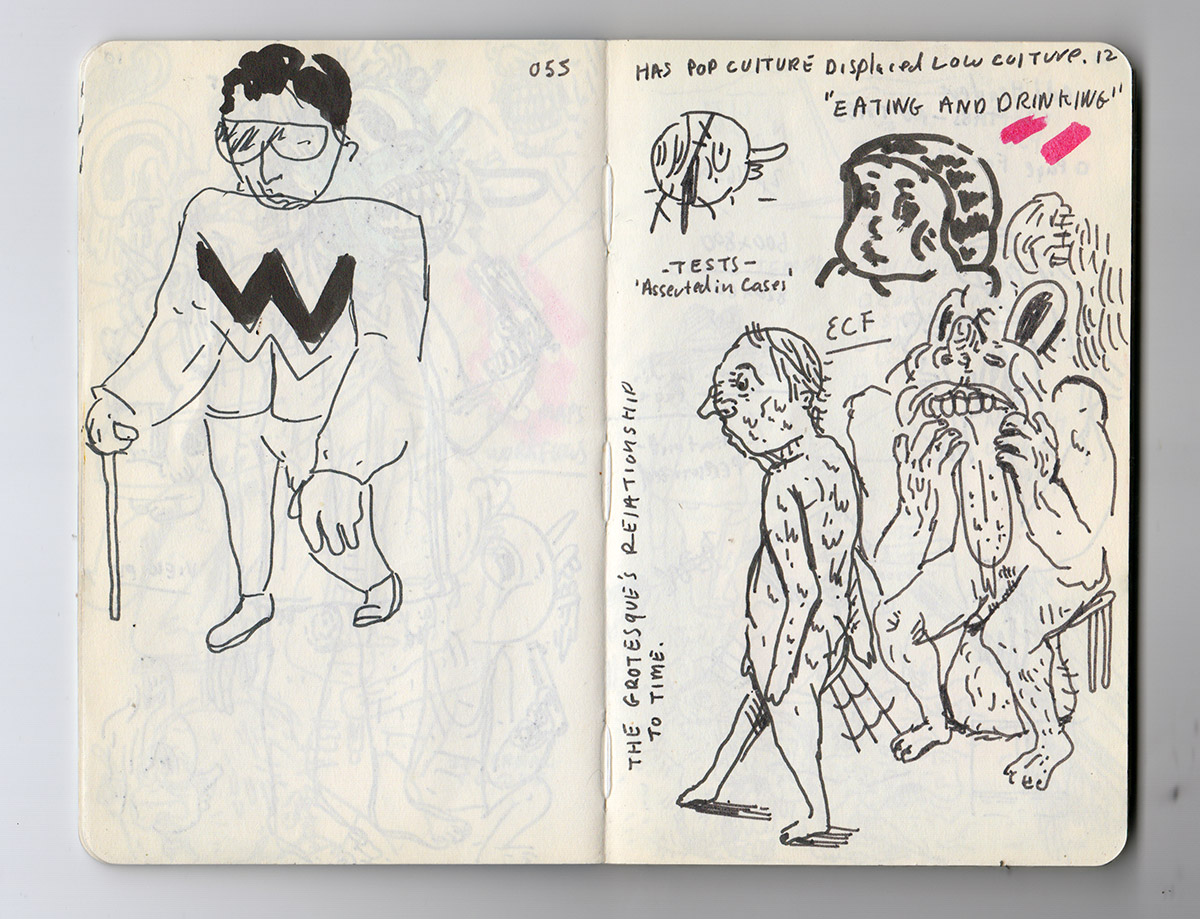 055
HAS POP CULTURE Displaced LOW CULTURE. 12
"EATING AND DRINKING"
-TESTS-
'Asserted in Cases'
ECF
THE GROTESQUE'S RELATIONSHIP
TO TIME.
W